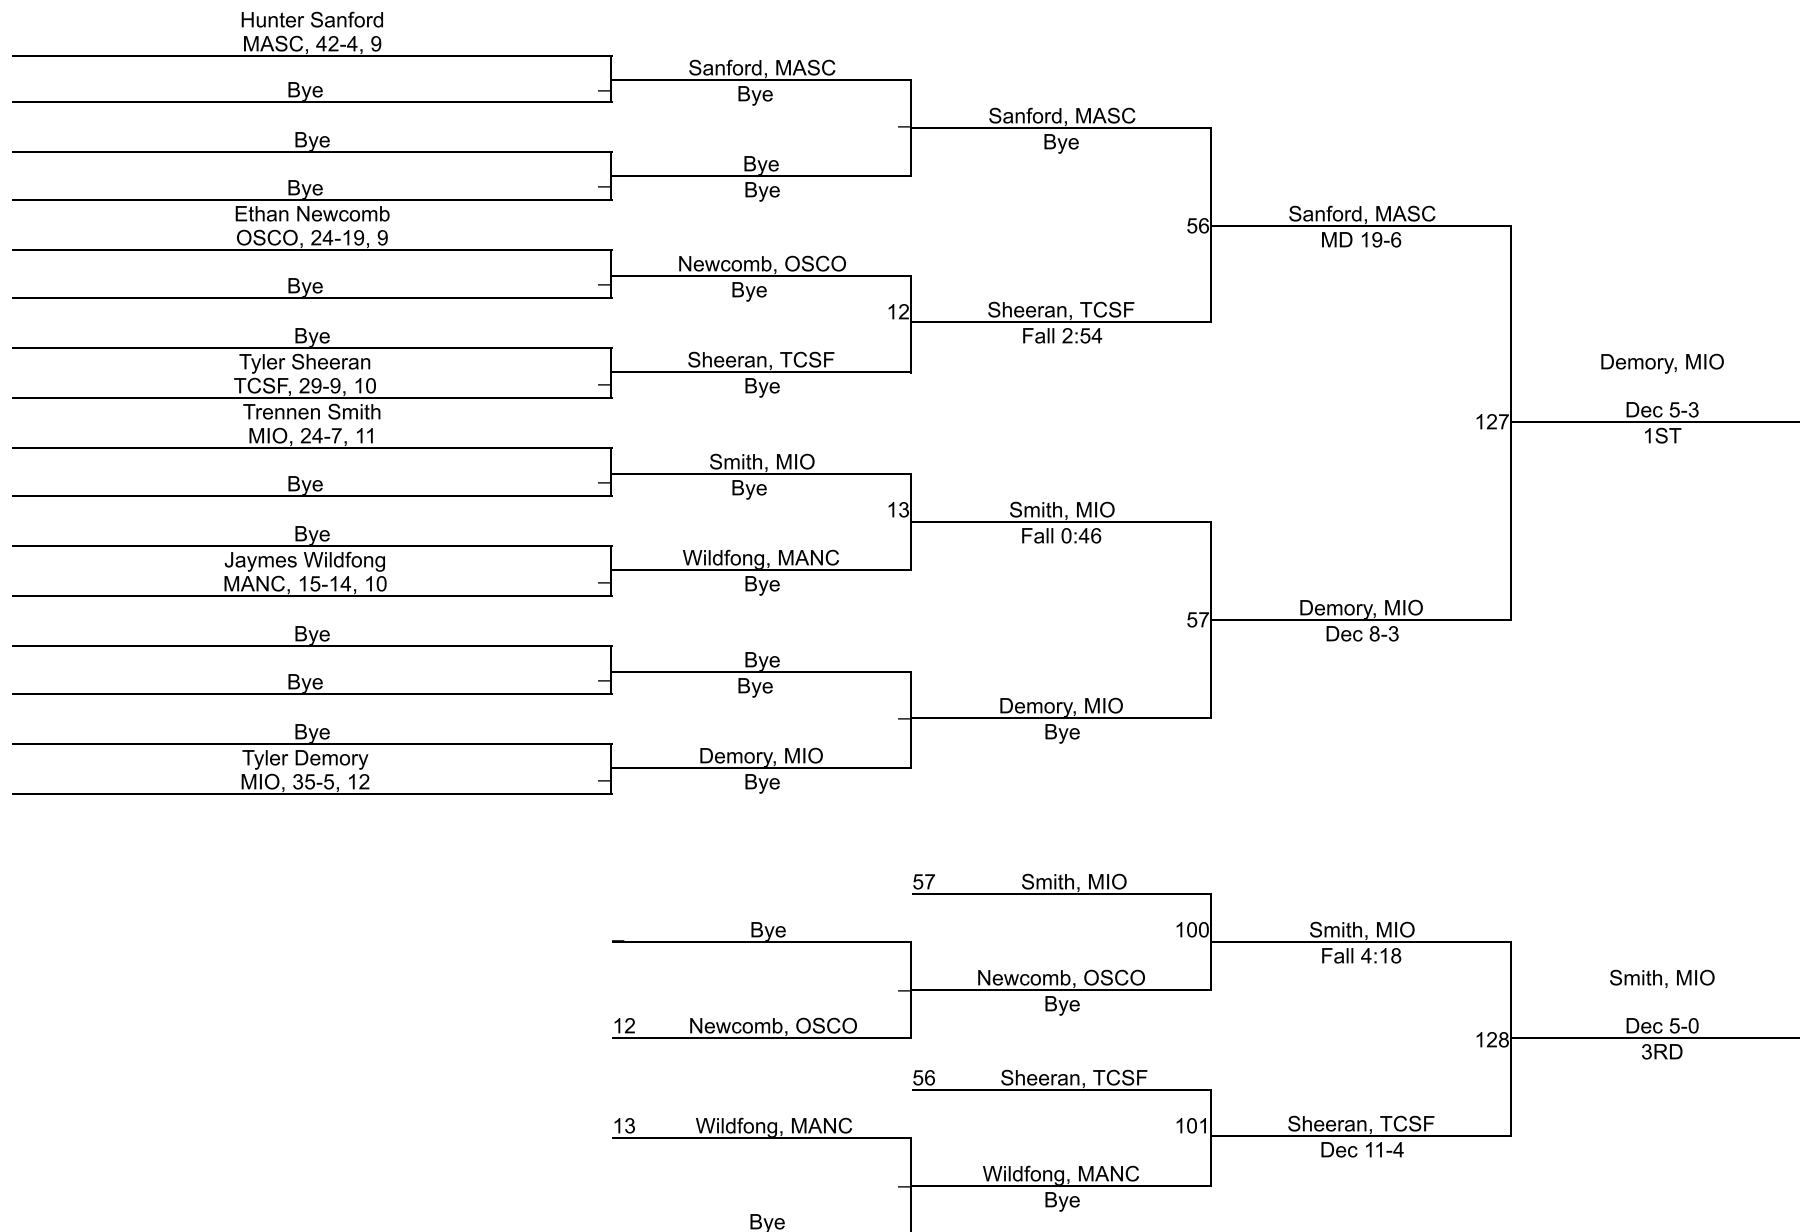 Hunter Sanford
MASC, 42-4, 9
Sanford, MASC
Bye
Bye
Sanford, MASC
Bye
Bye
Bye
Bye
Bye
Ethan Newcomb
OSCO, 24-19, 9
56
Sanford, MASC
MD 19-6
Newcomb, OSCO
Bye
Bye
12
Sheeran, TCSF
Fall 2:54
Bye
Tyler Sheeran
TCSF, 29-9, 10
Sheeran, TCSF
Bye
Demory, MIO
Trennen Smith
MIO, 24-7, 11
127
Dec 5-3
1ST
Smith, MIO
Bye
Bye
13
Smith, MIO
Fall 0:46
Bye
Jaymes Wildfong
MANC, 15-14, 10
Wildfong, MANC
Bye
57
Demory, MIO
Dec 8-3
Bye
Bye
Bye
Bye
Demory, MIO
Bye
Bye
Tyler Demory
MIO, 35-5, 12
Demory, MIO
Bye
57 Smith, MIO
Bye
100
Smith, MIO
Fall 4:18
Newcomb, OSCO
Bye
Smith, MIO
12 Newcomb, OSCO
128
Dec 5-0
3RD
56 Sheeran, TCSF
13 Wildfong, MANC
101
Sheeran, TCSF
Dec 11-4
Wildfong, MANC
Bye
Bye